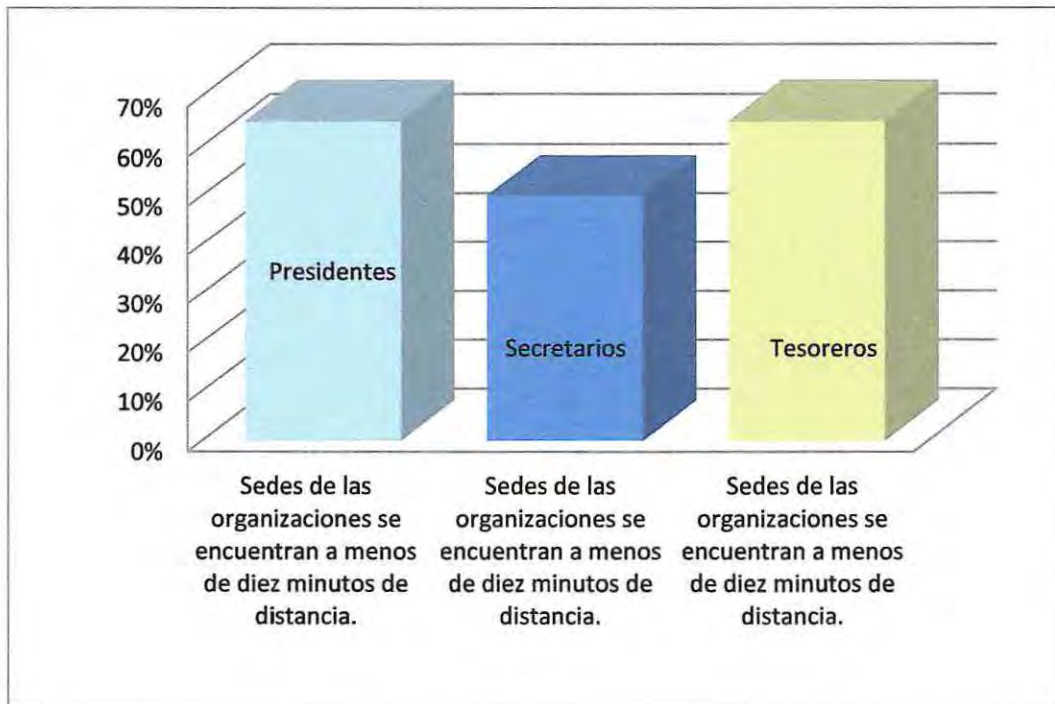 70%
60%
50%
40%
30%
20%
10%
0%
Presidentes
Secretarios
Tesoreros
Sedes de las
organizaciones se
encuentran a menos
de diez minutos de
distancia.
Sedes de las
organizaciones se
encuentran a menos
de diez minutos de
distancia.
Sedes de las
organizaciones se
encuentran a menos
de diez minutos de
distancia.